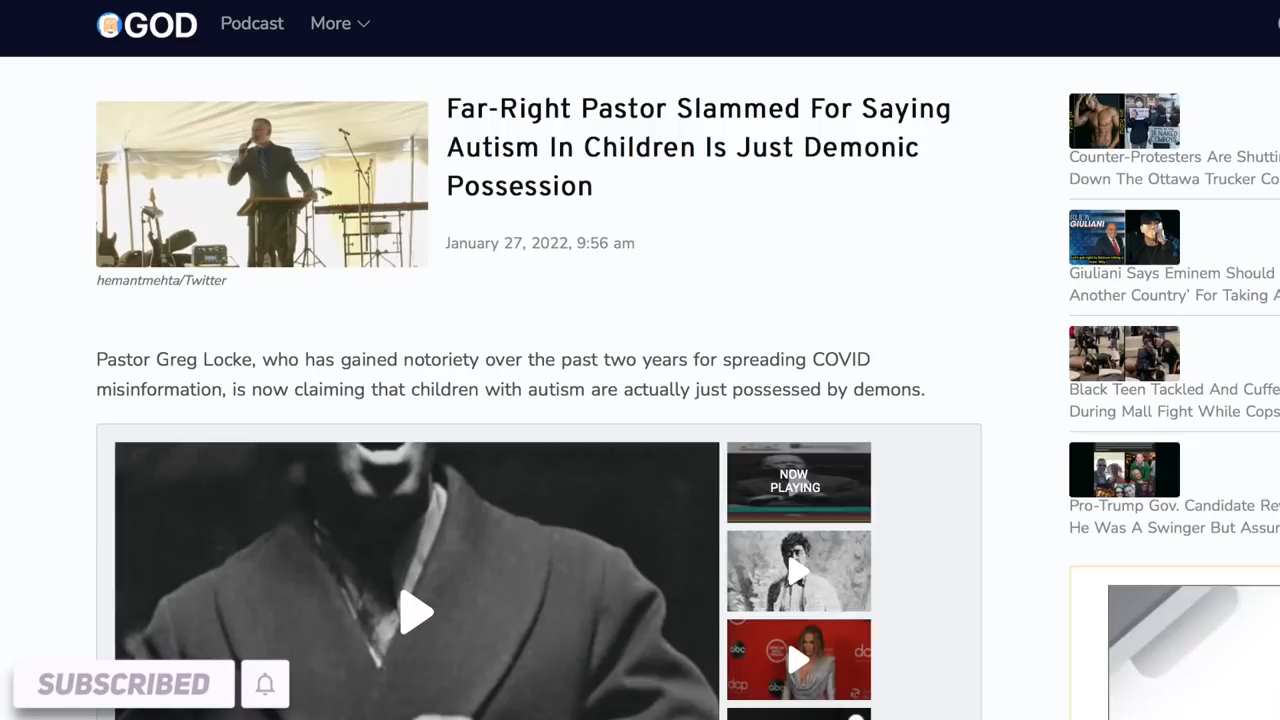 GOD
Podcast
More
Far-Right Pastor Slammed For Saying
Autism In Children Is Just Demonic
Possession
January 27, 2022, 9:56 am
hemantmehta/Twitter
Pastor Greg Locke, who has gained notoriety over the past two years for spreading COVID
misinformation, is now claiming that children with autism are actually just possessed by demons.
NOW
PLAYING
abc
abc
SUBSCRIBED
Counter-Protesters Are Shutti
Down The Ottawa Trucker Co
RUDY
GIULIANI
Giuliani Says Eminem Should
Another Country’ For Taking A
Black Teen Tackled And Cuffe
During Mall Fight While Cops
Pro-Trump Gov. Candidate Re
He Was A Swinger But Assur